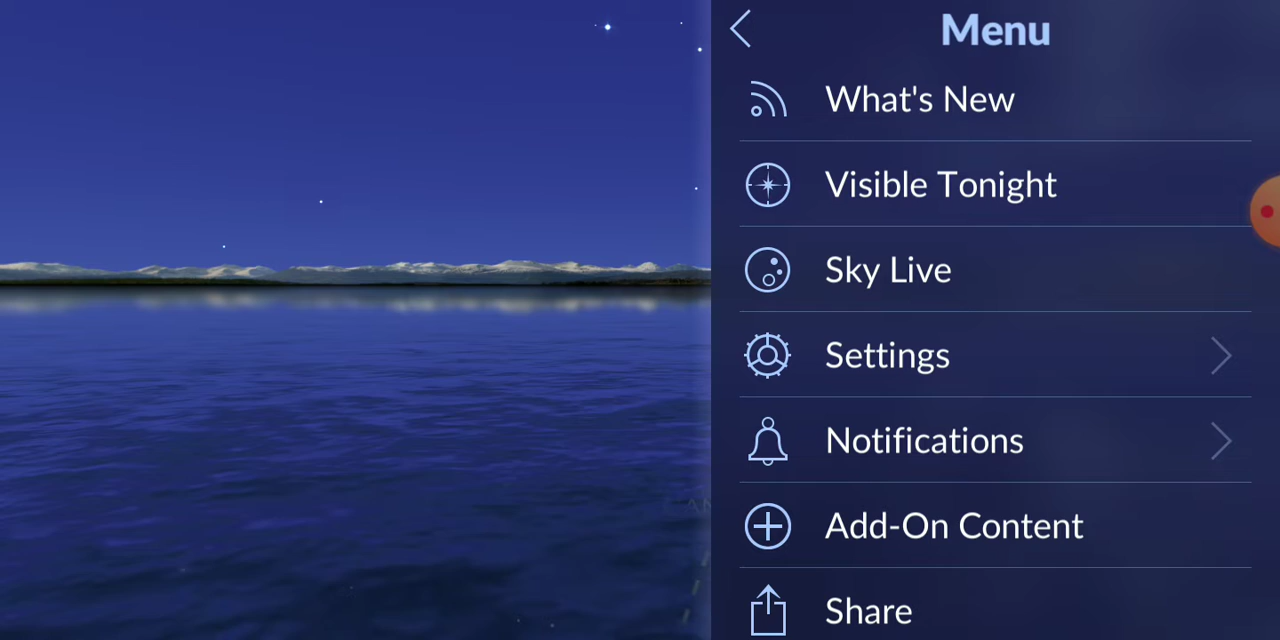 Menu
What's New
Visible Tonight
Sky Live
Settings
Notifications
Add-On Content
Share